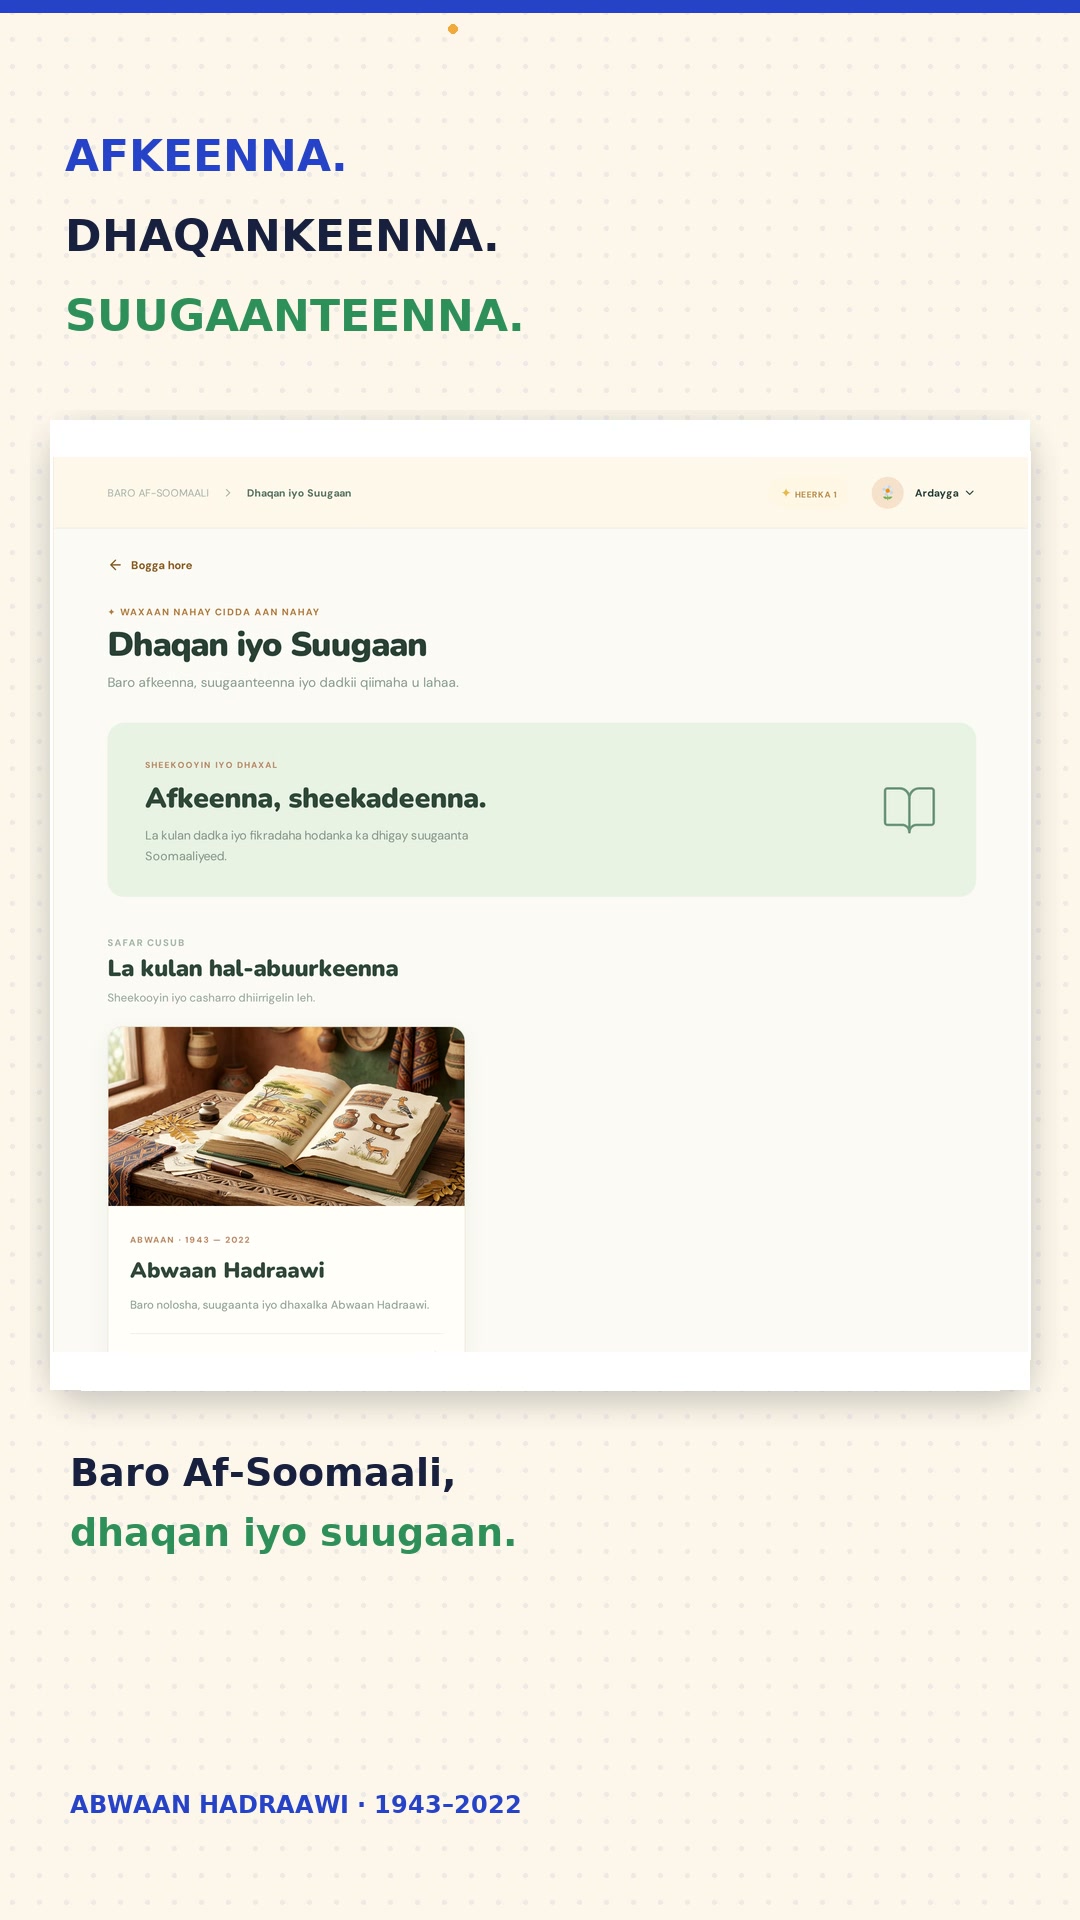 AFKEENNA.
DHAQANKEENNA.
SUUGAANTEENNA.
BARO AF-SOOMAALI > Dhaqan iyo Suugaan
✦ HEERKA 1
Ardayga
← Bogga hore
✦ WAXAAN NAHAY CIDDA AAN NAHAY
Dhaqan iyo Suugaan
Baro afkeenna, suugaanteenna iyo dadkii qiimaha u lahaa.
SHEEKOOYIN IYO DHAXAL
Afkeenna, sheekadeenna.
La kulan dadka iyo fikradaha hodanka ka dhigay suugaanta
Soomaaliyeed.
SAFAR CUSUB
La kulan hal-abuurkeenna
Sheekooyin iyo casharro dhiirrigelin leh.
ABWAAN · 1943 — 2022
Abwaan Hadraawi
Baro nolosha, suugaanta iyo dhaxalka Abwaan Hadraawi.
Baro Af-Soomaali,
dhaqan iyo suugaan.
ABWAAN HADRAAWI · 1943–2022